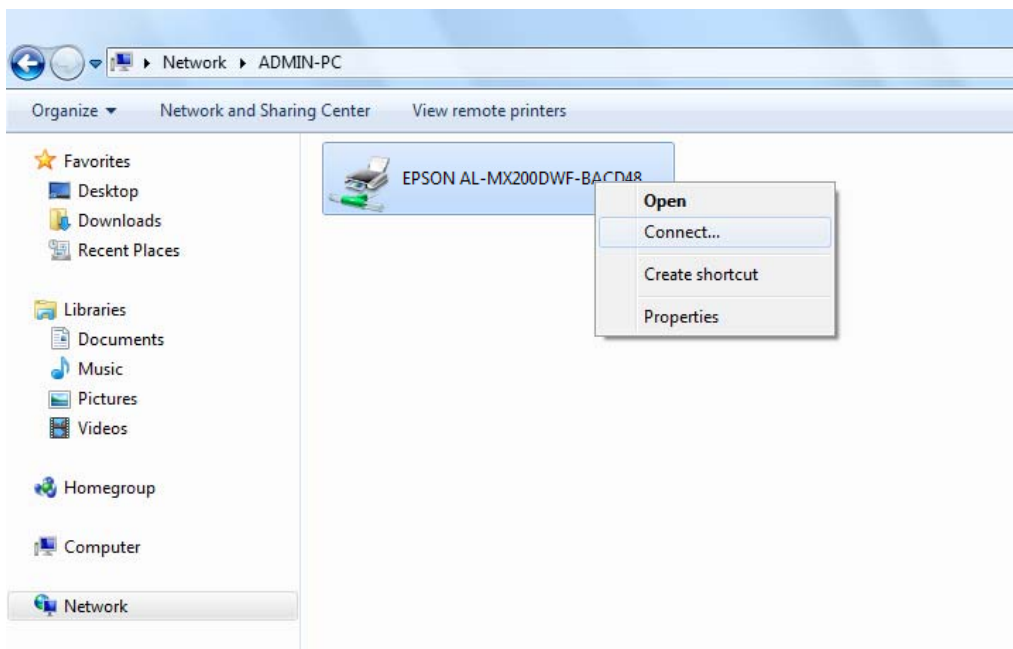 Network ADMIN-PC
Organize Network and Sharing Center View remote printers
Favorites
Desktop
Downloads
Recent Places
Libraries
Documents
Music
Pictures
Videos
Homegroup
Computer
Network
EPSON AL-MX200DWF-BACD48
Open
Connect...
Create shortcut
Properties